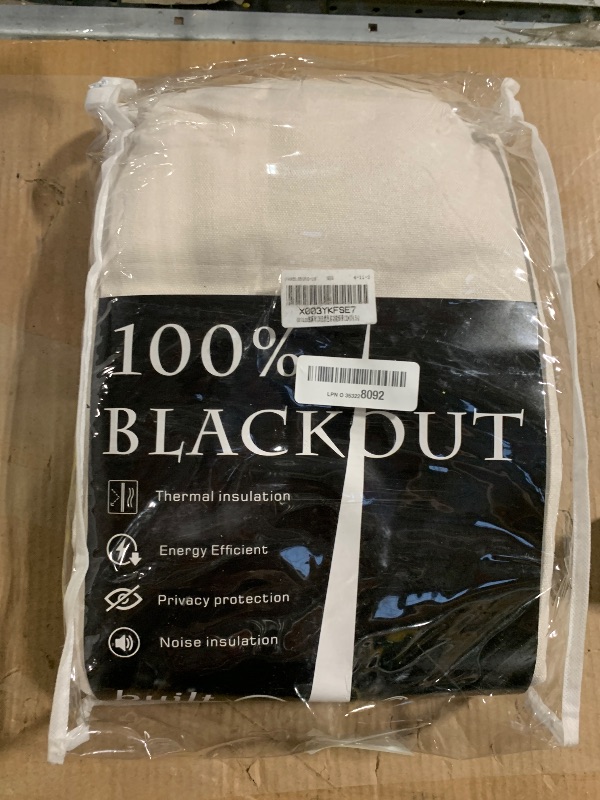 X003YKFSE7
LPN
8092
100%
BLACKOUT
Thermal insulation
Energy Efficient
Privacy protection
Noise insulation
built